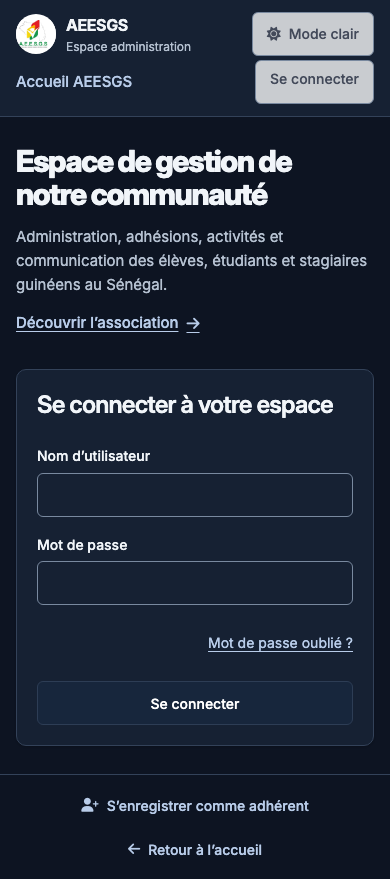 AEESGS
AEESGS
Espace administration
Mode clair
Accueil AEESGS
Se connecter
Espace de gestion de
notre communauté
Administration, adhésions, activités et
communication des élèves, étudiants et stagiaires
guinéens au Sénégal.
Découvrir l’association →
Se connecter à votre espace
Nom d’utilisateur
Mot de passe
Mot de passe oublié ?
Se connecter
S’enregistrer comme adhérent
← Retour à l’accueil